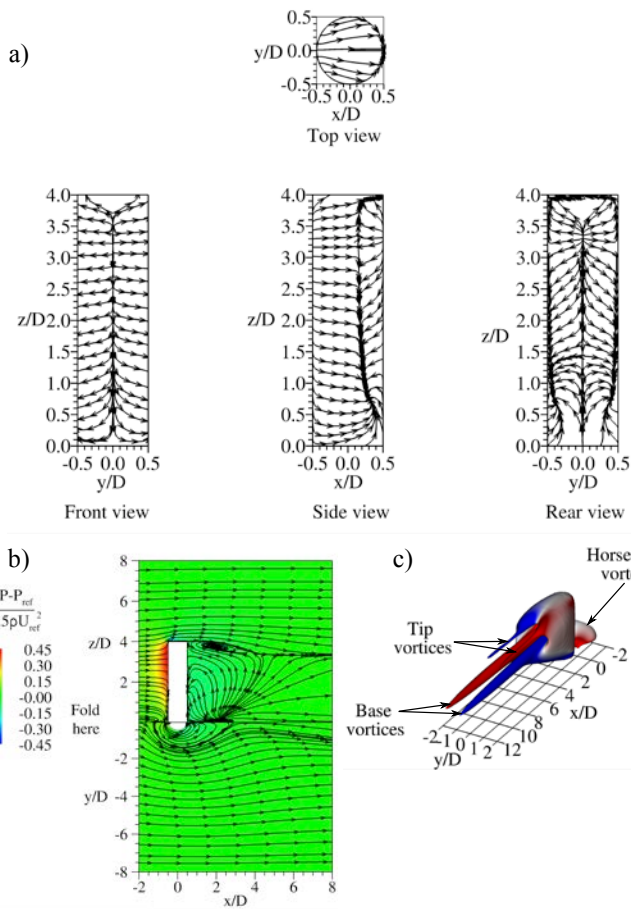 a)
0.5
y/D 0.0
-0.5
-0.5 0.0 0.5
x/D
Top view
4.0
3.5
3.0
2.5
z/D 2.0
1.5
1.0
0.5
0.0
-0.5 0.0 0.5
y/D
Front view
4.0
3.5
3.0
2.5
z/D 2.0
1.5
1.0
0.5
0.0
-0.5 0.0 0.5
x/D
Side view
4.0
3.5
3.0
2.5
2.0
z/D
1.5
1.0
0.5
0.0
-0.5 0.0 0.5
y/D
Rear view
b)
P-Pref
.5ρUref2
0.45
0.30
0.15
-0.00
-0.15
-0.30
-0.45
8
6
z/D 4
2
Fold
here
-2
y/D -4
-6
-8
-2 0 2 4 6 8
x/D
c)
Horse
vort
Tip
vortices
Base
vortices
-2 -1 0 1 2
y/D
-2 0 2 4 6 8 10 12
x/D